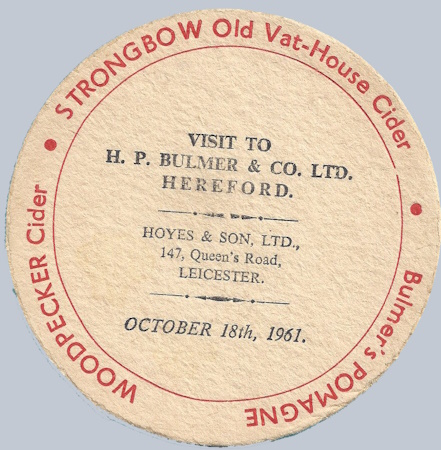 STRONGBOW Old Vat-House Cider
Bulmer's POMAGNE
WOODPECKER Cider
VISIT TO
H. P. BULMER & CO. LTD.
HEREFORD.
HOYES & SON, LTD.,
147, Queen's Road,
LEICESTER.
OCTOBER 18th, 1961.